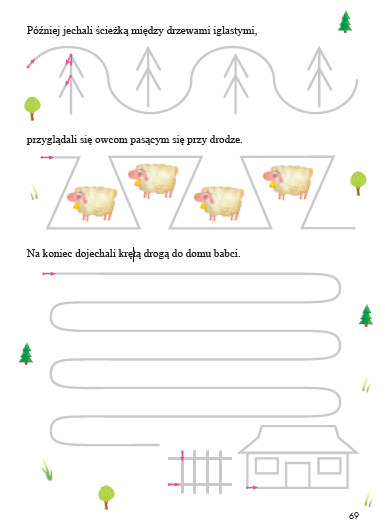 Później jechali ścieżką między drzewami iglastymi,
przyglądali się owcom pasącym się przy drodze.
Na koniec dojechali krętą drogą do domu babci.
69